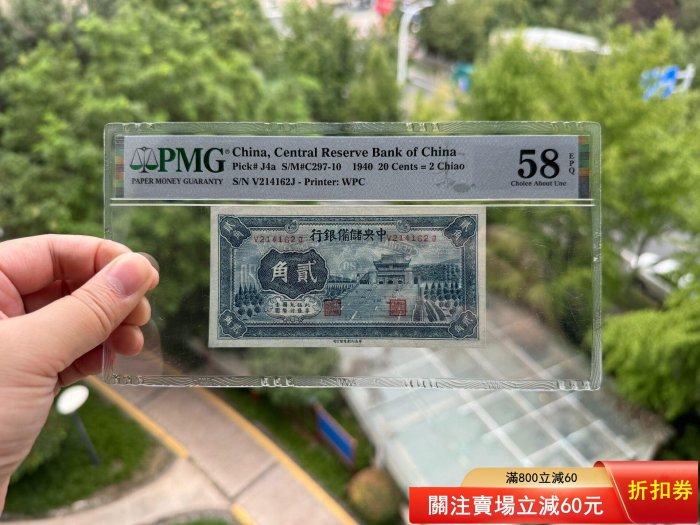 PMG
PAPER MONEY GUARANTY
China, Central Reserve Bank of China
Pick# J4a S/M#C297-10 1940 20 Cents = 2 Chiao
S/N V214162J - Printer: WPC
58 EPQ
Choice About Unc
行銀備儲央中
V214162J V214162J
角貳
滿800立減60
關注賣場立減60元
折扣券